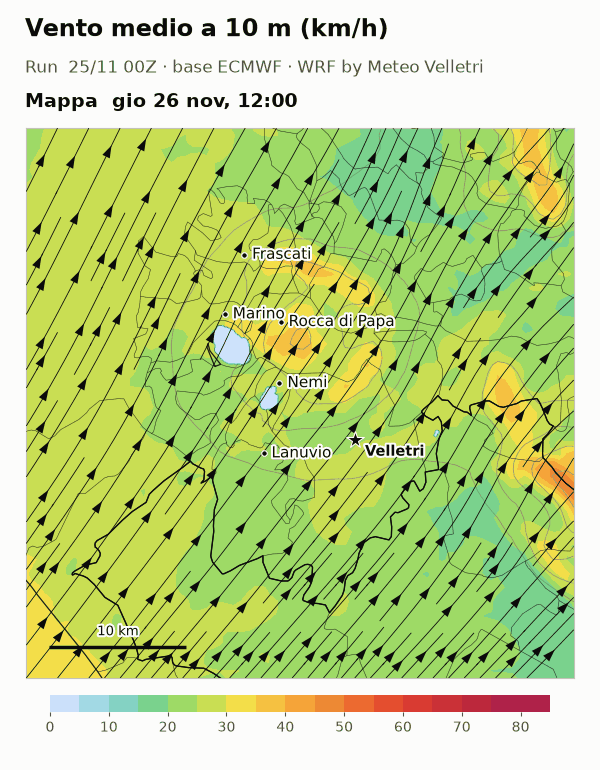 Vento medio a 10 m (km/h)
Run 25/11 00Z · base ECMWF · WRF by Meteo Velletri
Mappa gio 26 nov, 12:00
Frascati
Marino
Rocca di Papa
Nemi
Velletri
Lanuvio
10 km
0 10 20 30 40 50 60 70 80